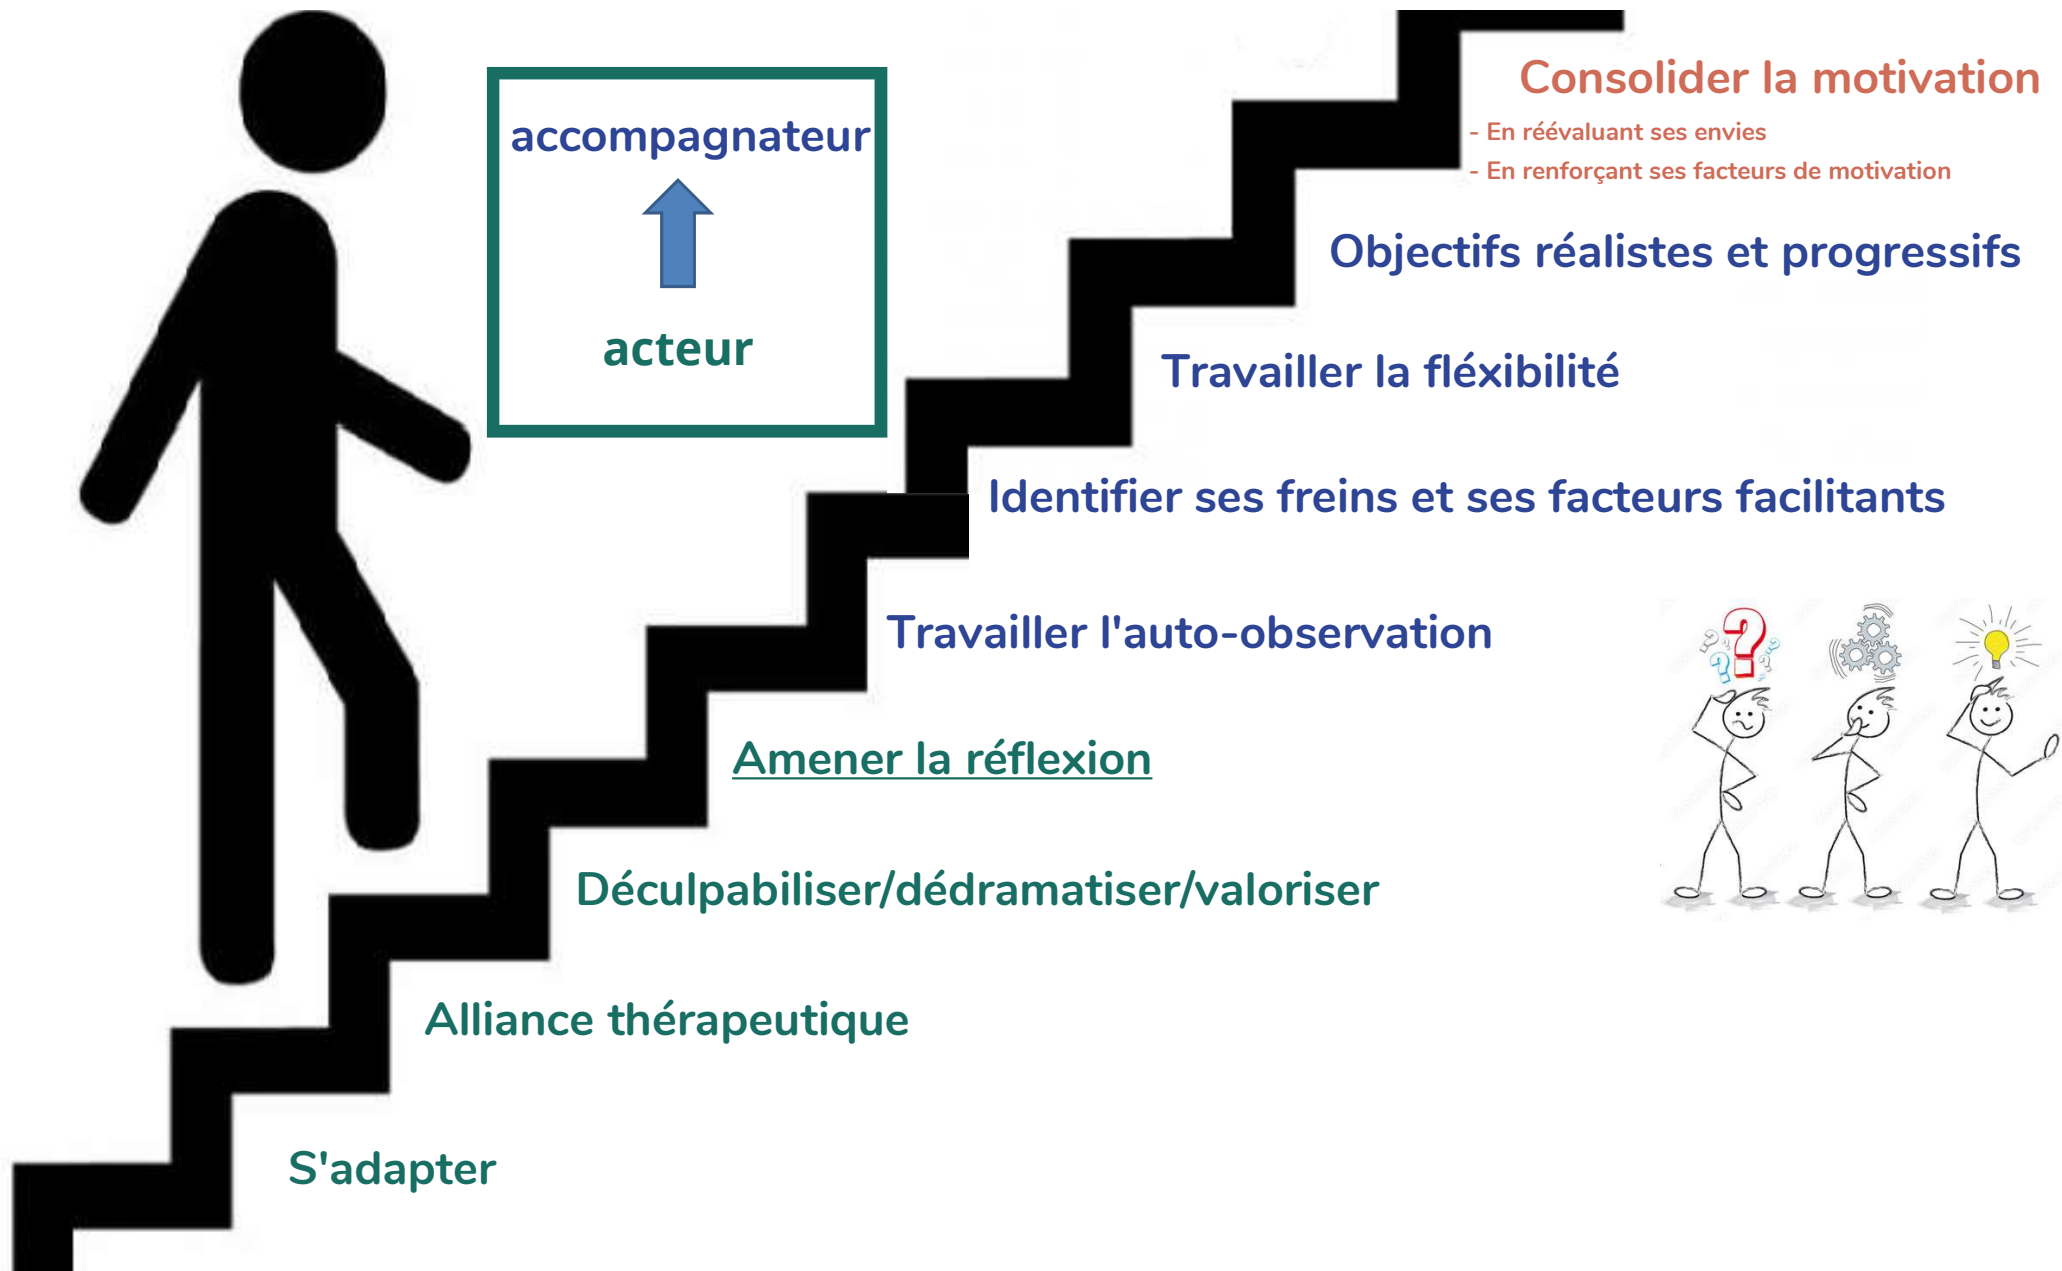 Consolider la motivation
- En réévaluant ses envies
- En renforçant ses facteurs de motivation
accompagnateur
acteur
Objectifs réalistes et progressifs
Travailler la fléxibilité
Identifier ses freins et ses facteurs facilitants
Travailler l'auto-observation
Amener la réflexion
Déculpabiliser/dédramatiser/valoriser
Alliance thérapeutique
S'adapter